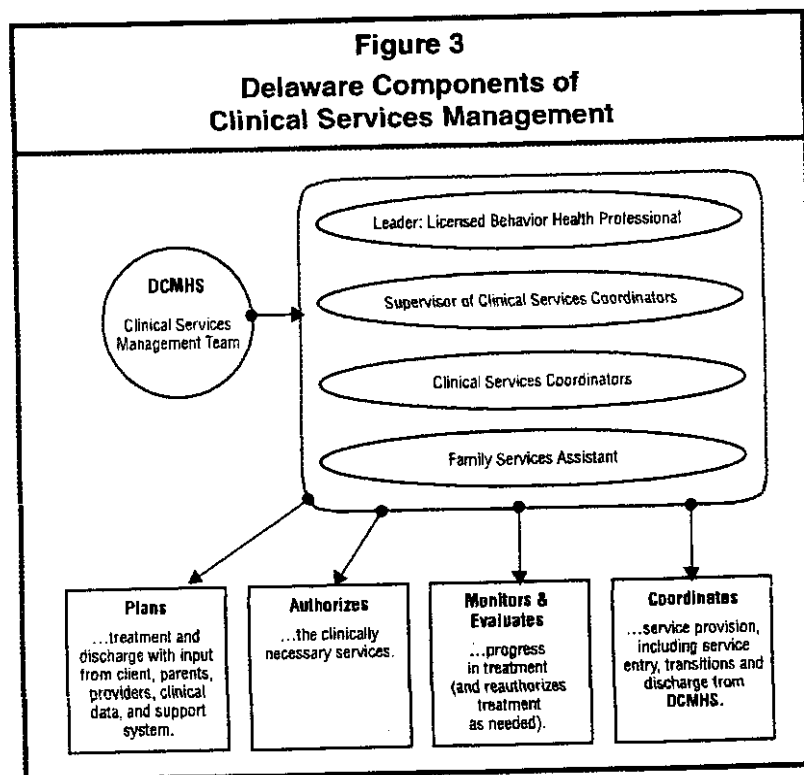 Figure 3
Delaware Components of
Clinical Services Management
DCMHS
Clinical Services
Management Team
Leader: Licensed Behavior Health Professional
Supervisor of Clinical Services Coordinators
Clinical Services Coordinators
Family Services Assistant
Plans
...treatment and
discharge with input
from client, parents,
providers, clinical
data, and support
system.
Authorizes
...the clinically
necessary services.
Monitors &
Evaluates
...progress
in treatment
(and reauthorizes
treatment
as needed).
Coordinates
...service provision,
including service
entry, transitions and
discharge from
DCMHS.